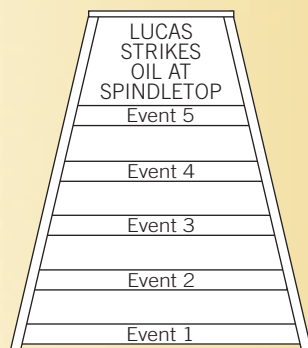 LUCAS
STRIKES
OIL AT
SPINDLETOP
Event 5
Event 4
Event 3
Event 2
Event 1